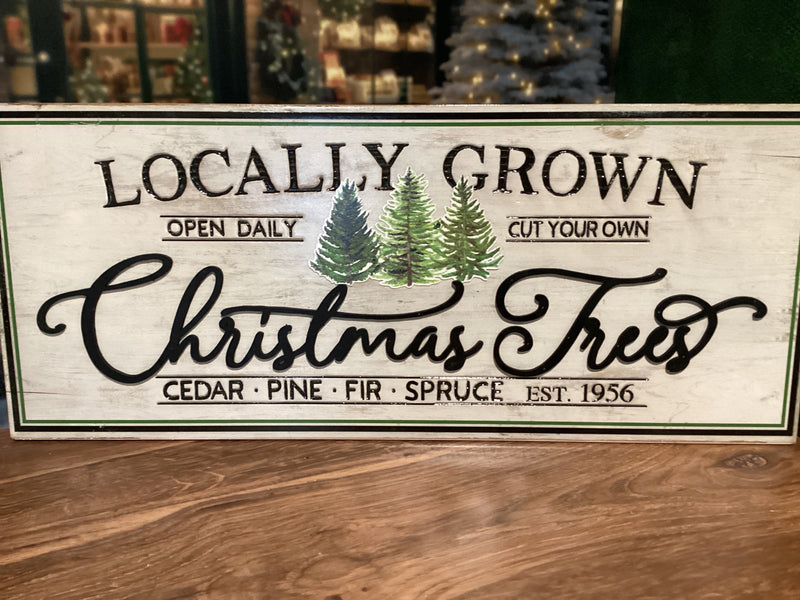 LOCALLY GROWN
OPEN DAILY CUT YOUR OWN
Christmas Trees
CEDAR · PINE · FIR · SPRUCE EST. 1956